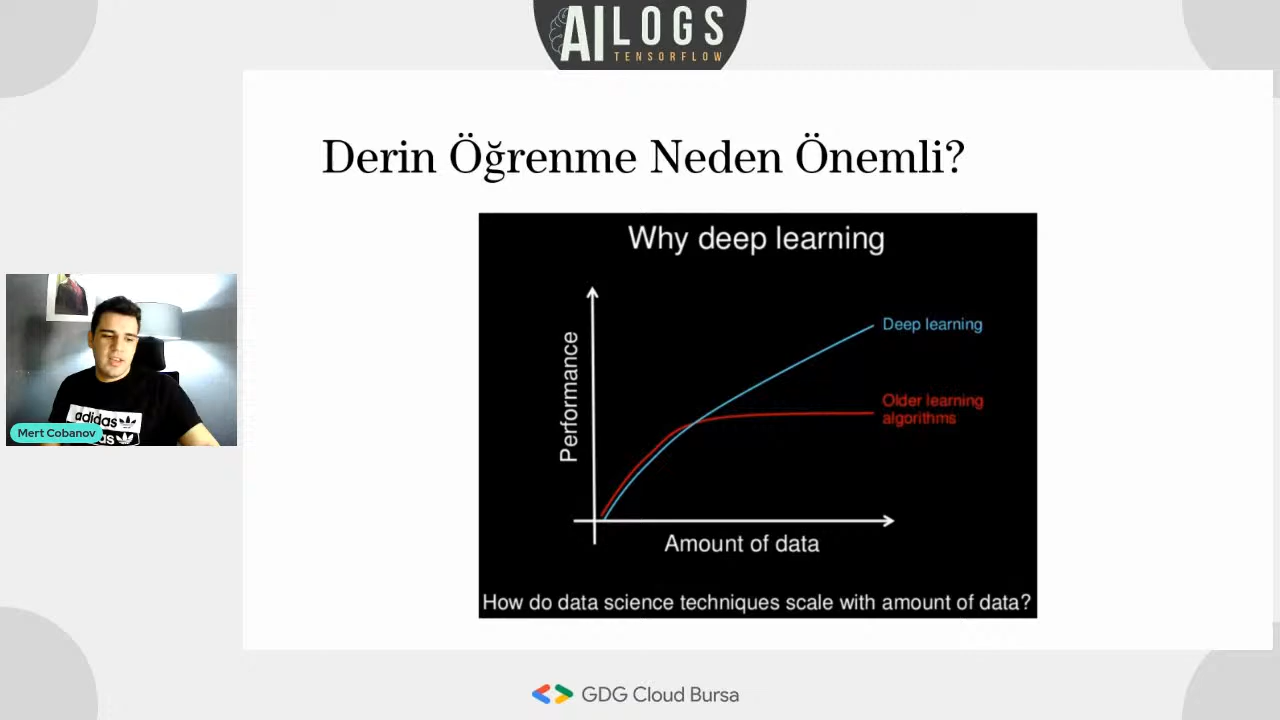 AI LOGS
TENSORFLOW
Derin Öğrenme Neden Önemli?
Why deep learning
Deep learning
Older learning
algorithms
Performance
Amount of data
How do data science techniques scale with amount of data?
adidas
Mert Cobanov
GDG Cloud Bursa